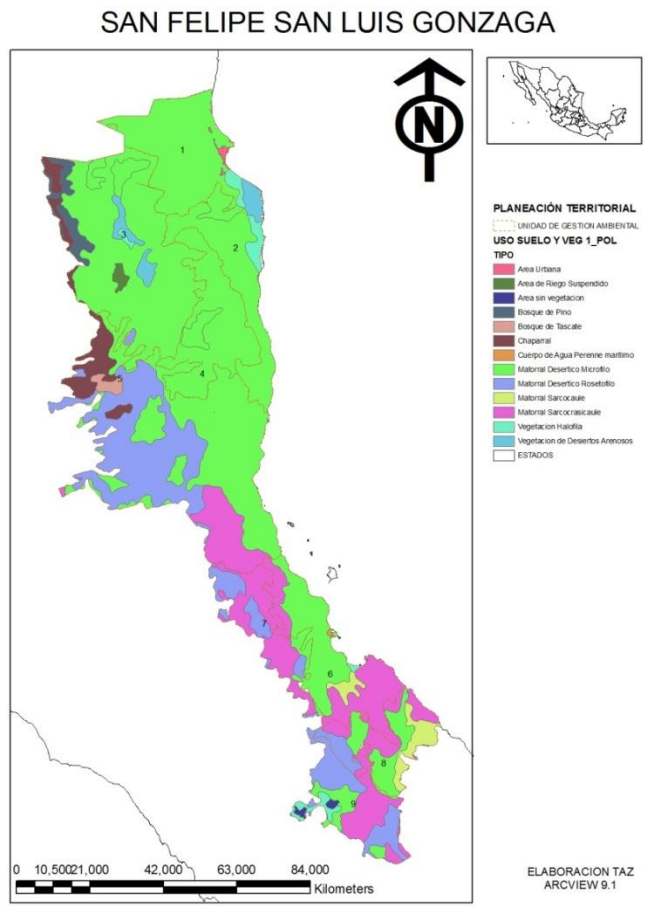 SAN FELIPE SAN LUIS GONZAGA
N
PLANEACIÓN TERRITORIAL
UNIDAD DE GESTION AMBIENTAL
USO SUELO Y VEG 1_POL
TIPO
Area Urbana
Area de Riego Suspendido
Area sin vegetacion
Bosque de Pino
Bosque de Tascate
Chaparral
Cuerpo de Agua Perenne maritimo
Matorral Desertico Microfilo
Matorral Desertico Rosetofilo
Matorral Sarcocaule
Matorral Sarcocrasicaule
Vegetacion Halofila
Vegetacion de Desiertos Arenosos
ESTADOS
1
2
3
4
5
6
7
8
9
0 10,500 21,000 42,000 63,000 84,000
Kilometers
ELABORACION TAZ
ARCVIEW 9.1